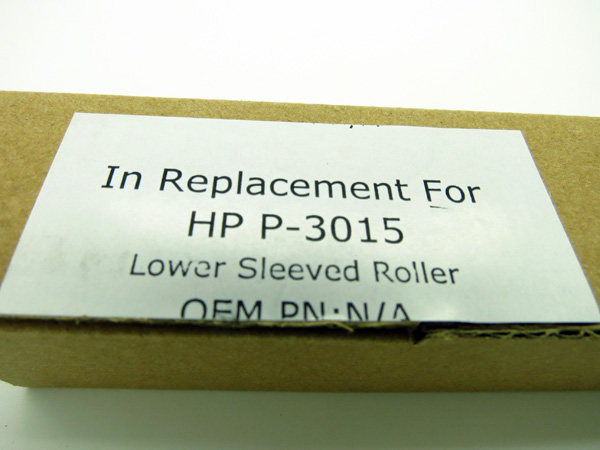 In Replacement For
HP P-3015
Lower Sleeved Roller
OEM PN:N/A